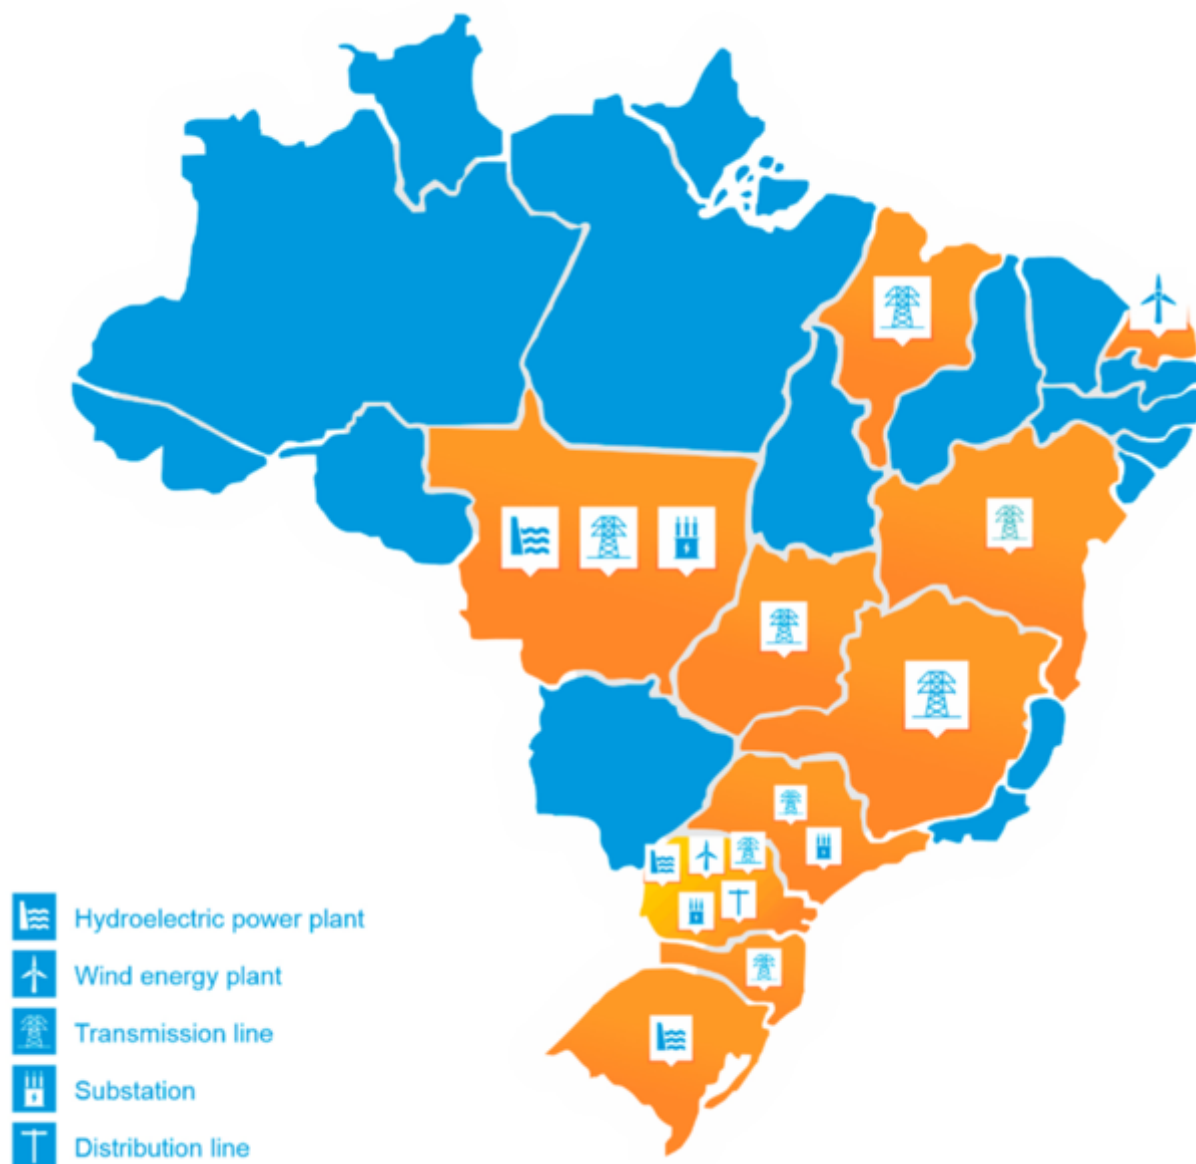 Hydroelectric power plant
Wind energy plant
Transmission line
Substation
Distribution line